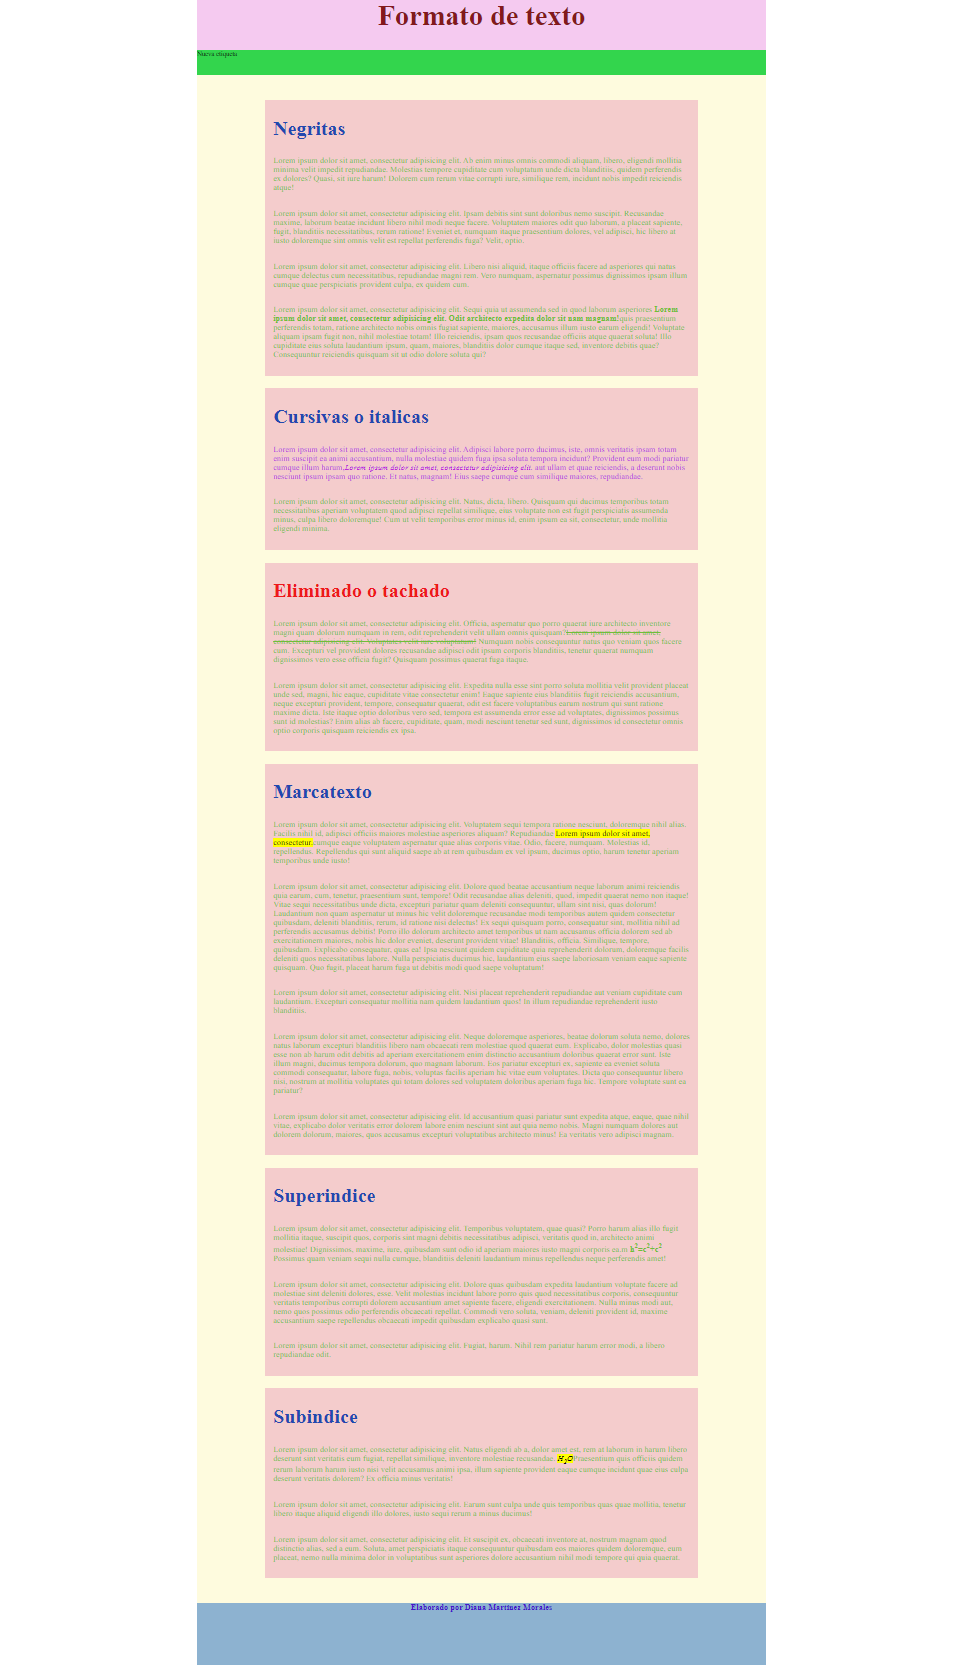 Formato de texto
Nueva etiqueta
Negritas
Lorem ipsum dolor sit amet, consectetur adipisicing elit. Ab enim minus omnis commodi aliquam, libero, eligendi mollitia
minima velit impedit repudiandae. Molestias tempore cupiditate cum voluptatum unde dicta blanditiis, quidem perferendis
ex dolores? Quasi, sit iure harum! Dolorem cum rerum vitae corrupti iure, similique rem, incidunt nobis impedit reiciendis
atque!
Lorem ipsum dolor sit amet, consectetur adipisicing elit. Ipsam debitis sint sunt doloribus nemo suscipit. Recusandae
maxime, laborum beatae incidunt libero nihil modi neque facere. Voluptatem maiores odit quo laborum, a placeat sapiente,
fugit, blanditiis necessitatibus, rerum ratione! Eveniet et, numquam itaque praesentium dolores, vel adipisci, hic libero at
iusto doloremque sint omnis velit est repellat perferendis fuga? Velit, optio.
Lorem ipsum dolor sit amet, consectetur adipisicing elit. Libero nisi aliquid, itaque officiis facere ad asperiores qui natus
cumque delectus cum necessitatibus, repudiandae magni rem. Vero numquam, aspernatur possimus dignissimos ipsam illum
cumque quae perspiciatis provident culpa, ex quidem cum.
Lorem ipsum dolor sit amet, consectetur adipisicing elit. Sequi quia ut assumenda sed in quod laborum asperiores Lorem
ipsum dolor sit amet, consectetur adipisicing elit. Odit architecto expedita dolor sit nam magnam!quos praesentium
perferendis totam, ratione architecto nobis omnis fugiat sapiente, maiores, accusamus illum iusto earum eligendi! Voluptate
aliquam ipsam fugit non, nihil molestiae totam! Illo reiciendis, ipsam quos recusandae officiis atque quaerat soluta! Illo
cupiditate eius soluta laudantium ipsum, quam, maiores, blanditiis dolor cumque itaque sed, inventore debitis quae?
Consequuntur reiciendis quisquam sit ut odio dolore soluta qui?
Cursivas o italicas
Lorem ipsum dolor sit amet, consectetur adipisicing elit. Adipisci labore porro ducimus, iste, omnis veritatis ipsam totam
enim suscipit ea animi accusantium, nulla molestiae quidem fuga ipsa soluta tempora incidunt? Provident eum modi pariatur
cumque illum harum,Lorem ipsum dolor sit amet, consectetur adipisicing elit. aut ullam et quae reiciendis, a deserunt nobis
nesciunt ipsum ipsam quo ratione. Et natus, magnam! Eius saepe cumque cum similique maiores, repudiandae.
Lorem ipsum dolor sit amet, consectetur adipisicing elit. Natus, dicta, libero. Quisquam qui ducimus temporibus totam
necessitatibus aperiam voluptatem quod adipisci repellat similique, eius voluptate non est fugit perspiciatis assumenda
minus, culpa libero doloremque! Cum ut velit temporibus error minus id, enim ipsum ea sit, consectetur, unde mollitia
eligendi minima.
Eliminado o tachado
Lorem ipsum dolor sit amet, consectetur adipisicing elit. Officia, aspernatur quo porro quaerat iure architecto inventore
magni quam dolorum numquam in rem, odit reprehenderit velit ullam omnis quisquam?Lorem ipsum dolor sit amet,
consectetur adipisicing elit. Voluptates velit iure voluptatum! Numquam nobis consequuntur natus quo veniam quos facere
cum. Excepturi vel provident dolores recusandae adipisci odit ipsum corporis blanditiis, tenetur quaerat numquam
dignissimos vero esse officia fugit? Quisquam possimus quaerat fuga itaque.
Lorem ipsum dolor sit amet, consectetur adipisicing elit. Expedita nulla esse sint porro soluta mollitia velit provident placeat
unde sed, magni, hic eaque, cupiditate vitae consectetur enim! Eaque sapiente eius blanditiis fugit reiciendis accusantium,
neque excepturi provident, tempore, consequatur quaerat, odit est facere voluptatibus earum nostrum qui sunt ratione
maxime dicta. Iste itaque optio doloribus vero sed, tempora est assumenda error esse ad voluptates, dignissimos possimus
sunt id molestias? Enim alias ab facere, cupiditate, quam, modi nesciunt tenetur sed sunt, dignissimos id consectetur omnis
optio corporis quisquam reiciendis ex ipsa.
Marcatexto
Lorem ipsum dolor sit amet, consectetur adipisicing elit. Voluptatem sequi tempora ratione nesciunt, doloremque nihil alias.
Facilis nihil id, adipisci officiis maiores molestiae asperiores aliquam? Repudiandae Lorem ipsum dolor sit amet,
consectetur.cumque eaque voluptatem aspernatur quae alias corporis vitae. Odio, facere, numquam. Molestias id,
repellendus. Repellendus qui sunt aliquid saepe ab at rem quibusdam ex vel ipsam, ducimus optio, harum tenetur aperiam
temporibus unde iusto!
Lorem ipsum dolor sit amet, consectetur adipisicing elit. Dolore quod beatae accusantium neque laborum animi reiciendis
quia earum, cum, tenetur, praesentium sunt, tempore! Odit recusandae alias deleniti, quod, impedit quaerat nemo non itaque!
Vitae sequi necessitatibus unde dicta, excepturi pariatur quam deleniti consequuntur, ullam sint nisi, quas dolorum!
Laudantium non quam aspernatur ut minus hic velit doloremque recusandae modi temporibus autem quidem consectetur
quibusdam, deleniti blanditiis, rerum, id ratione nisi delectus! Ex sequi quisquam porro, consequatur sunt, mollitia nihil ad
perferendis accusamus debitis! Porro illo dolorum architecto amet temporibus ut nam accusamus officia dolorem sed ab
exercitationem maiores, nobis hic dolor eveniet, deserunt provident vitae! Blanditiis, officia. Similique, tempore,
quibusdam. Explicabo consequatur, quas ea! Ipsa nesciunt quidem cupiditate quia reprehenderit dolorum, doloremque facilis
deleniti quos necessitatibus labore. Nulla perspiciatis ducimus hic, laudantium eius saepe laboriosam veniam eaque sapiente
quisquam. Quo fugit, placeat harum fuga ut debitis modi quod saepe voluptatum!
Lorem ipsum dolor sit amet, consectetur adipisicing elit. Nisi placeat reprehenderit repudiandae aut veniam cupiditate cum
laudantium. Excepturi consequatur mollitia nam quidem laudantium quos! In illum repudiandae reprehenderit iusto
blanditiis.
Lorem ipsum dolor sit amet, consectetur adipisicing elit. Neque doloremque asperiores, beatae dolorum soluta nemo, dolores
natus laborum excepturi blanditiis libero nam obcaecati rem molestiae quod quaerat eum. Explicabo, dolor molestias quasi
esse non ab harum odit debitis ad aperiam exercitationem enim distinctio accusantium doloribus quaerat error sunt. Iste
illum magni, ducimus tempora dolorum, quo magnam laborum. Eos pariatur excepturi ex, sapiente ea eveniet soluta
commodi consequatur, labore fuga, nobis, voluptas facilis aperiam hic vitae eum voluptates. Dicta quo consequuntur libero
nisi, nostrum at mollitia voluptates qui totam dolores sed voluptatem doloribus aperiam fuga hic. Tempore voluptate sunt ea
pariatur?
Lorem ipsum dolor sit amet, consectetur adipisicing elit. Id accusantium quasi pariatur sunt expedita atque, eaque, quae nihil
vitae, explicabo dolor veritatis error dolorem labore enim nesciunt sint aut quia nemo nobis. Magni numquam dolores aut
dolorem dolorum, maiores, quos accusamus excepturi voluptatibus architecto minus! Ea veritatis vero adipisci magnam.
Superindice
Lorem ipsum dolor sit amet, consectetur adipisicing elit. Temporibus voluptatem, quae quasi? Porro harum alias illo fugit
mollitia itaque, suscipit quos, corporis sint magni debitis necessitatibus adipisci, veritatis quod in, architecto animi
molestiae! Dignissimos, maxime, iure, quibusdam sunt odio id aperiam maiores iusto magni corporis ea.m h²=c²+c²
Possimus quam veniam sequi nulla cumque, blanditiis deleniti laudantium minus repellendus neque perferendis amet!
Lorem ipsum dolor sit amet, consectetur adipisicing elit. Dolore quas quibusdam expedita laudantium voluptate facere ad
molestiae sint deleniti dolores, esse. Velit molestias incidunt labore porro quis quod necessitatibus corporis, consequuntur
veritatis temporibus corrupti dolorem accusantium amet sapiente facere, eligendi exercitationem. Nulla minus modi aut,
nemo quos possimus odio perferendis obcaecati repellat. Commodi vero soluta, veniam, deleniti provident id, maxime
accusantium saepe repellendus obcaecati impedit quibusdam explicabo quasi sunt.
Lorem ipsum dolor sit amet, consectetur adipisicing elit. Fugiat, harum. Nihil rem pariatur harum error modi, a libero
repudiandae odit.
Subindice
Lorem ipsum dolor sit amet, consectetur adipisicing elit. Natus eligendi ab a, dolor amet est, rem at laborum in harum libero
deserunt sint veritatis eum fugiat, repellat similique, inventore molestiae recusandae. H₂OPraesentium quis officiis quidem
rerum laborum harum iusto nisi velit accusamus animi ipsa, illum sapiente provident eaque cumque incidunt quae eius culpa
deserunt veritatis dolorem? Ex officia minus veritatis!
Lorem ipsum dolor sit amet, consectetur adipisicing elit. Earum sunt culpa unde quis temporibus quas quae mollitia, tenetur
libero itaque aliquid eligendi illo dolores, iusto sequi rerum a minus ducimus?
Lorem ipsum dolor sit amet, consectetur adipisicing elit. Et suscipit ex, obcaecati inventore at, nostrum magnam quod
distinctio alias, sed a eum. Soluta, amet perspiciatis itaque consequuntur quibusdam eos maiores quidem doloremque, eum
placeat, nemo nulla minima dolor in voluptatibus sunt asperiores dolore accusantium nihil modi tempore qui quia quaerat.
Elaborado por Diana Martínez Morales